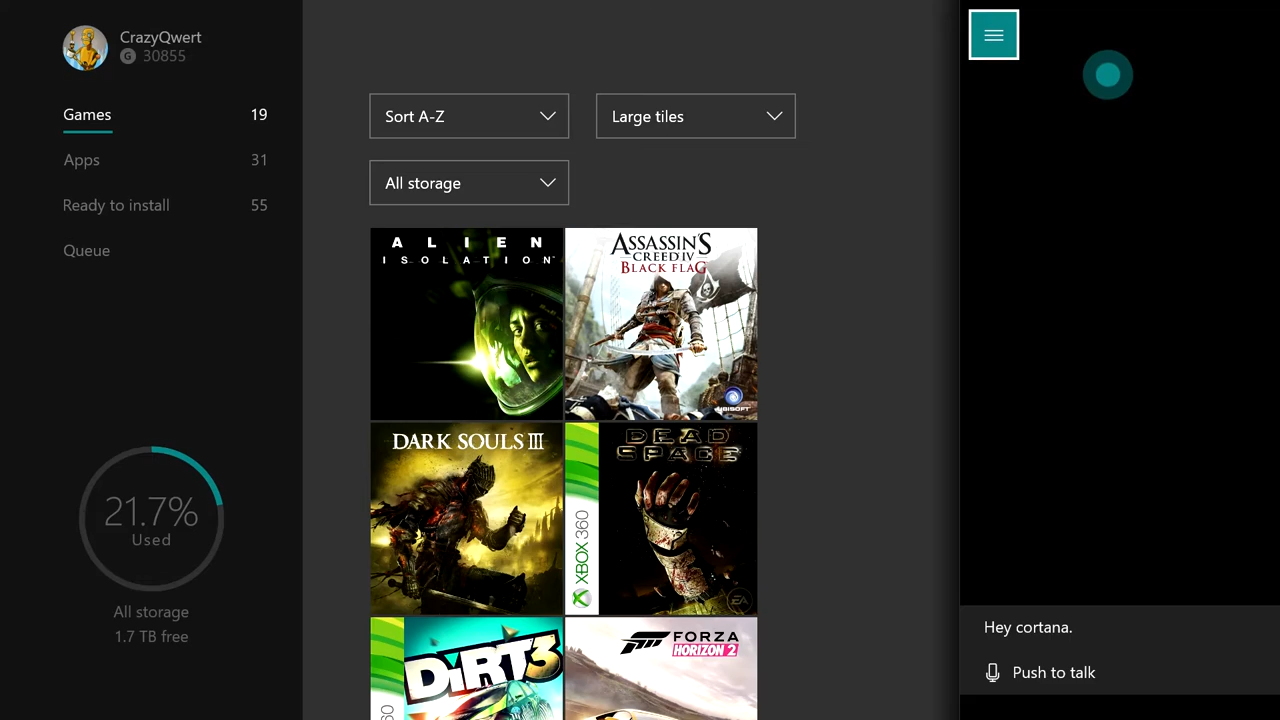 CrazyQwert
G 30855
Games 19
Apps 31
Ready to install 55
Queue
21.7%
Used
All storage
1.7 TB free
Sort A-Z
Large tiles
All storage
ALIEN
ISOLATION
ASSASSIN'S
CREED IV
BLACK FLAG
UBISOFT
DARK SOULS III
XBOX 360
DEAD
SPACE
EA
360
DiRT3
FORZA
HORIZON 2
Hey cortana.
Push to talk